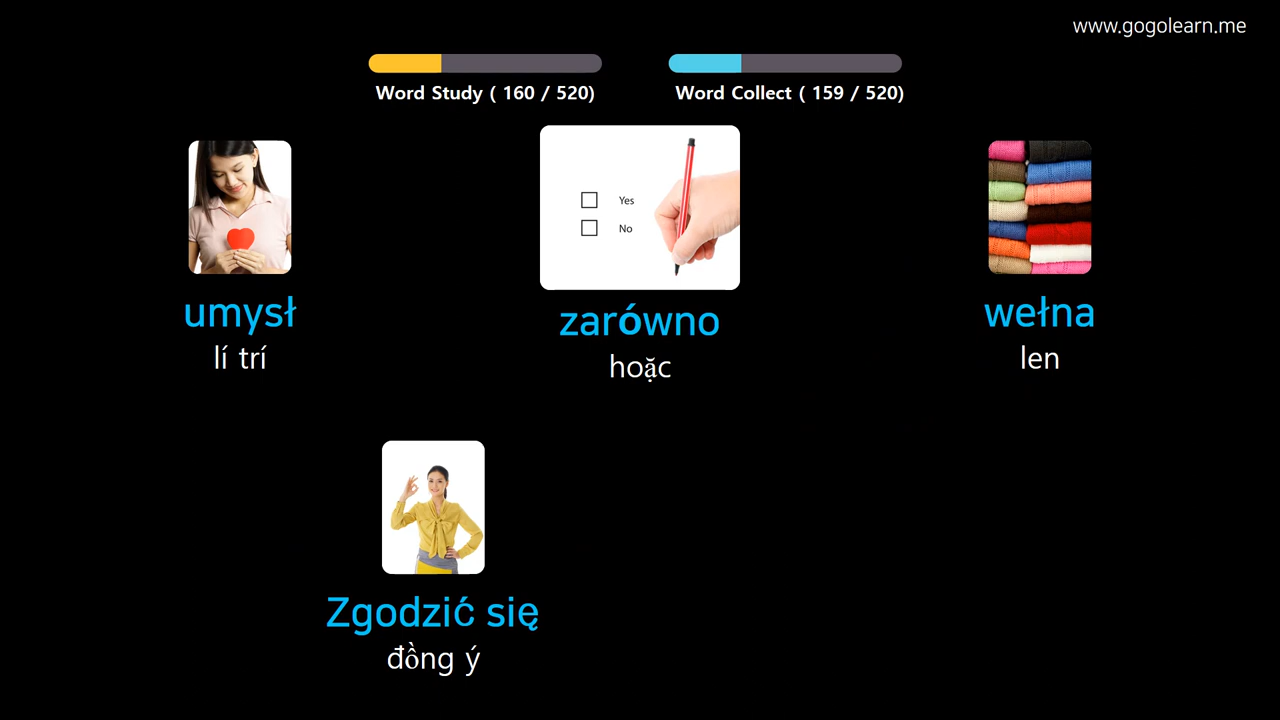 www.gogolearn.me
Word Study ( 160 / 520)
Word Collect ( 159 / 520)
Yes
No
umysł
lí trí
zarówno
hoặc
wełna
len
Zgodzić się
đồng ý